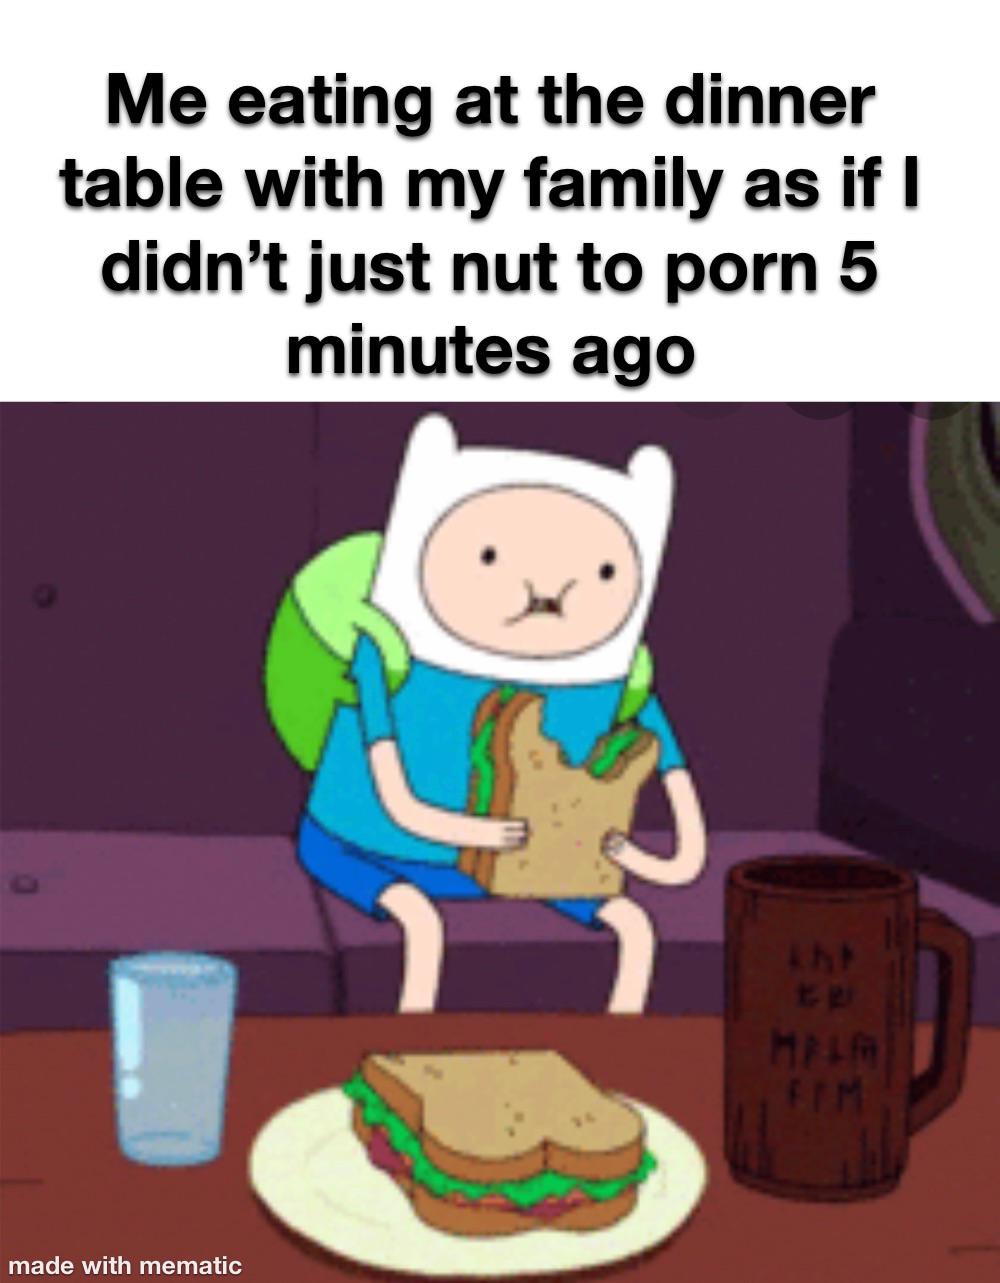 Me eating at the dinner
table with my family as if I
didn’t just nut to porn 5
minutes ago
made with mematic